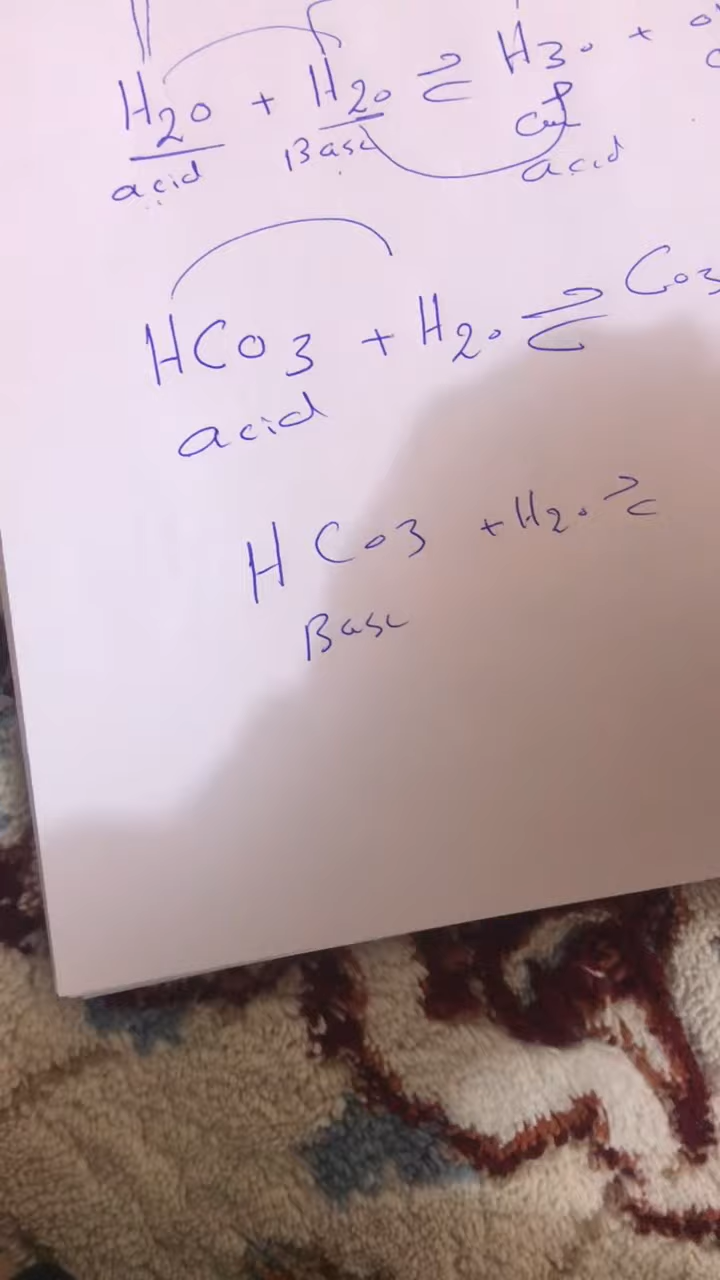 H2O + H2O ⇌ H3O +
acid Base
acid
HCO3 + H2O ⇌ CO3
acid
HCO3 + H2O ⇌
Base